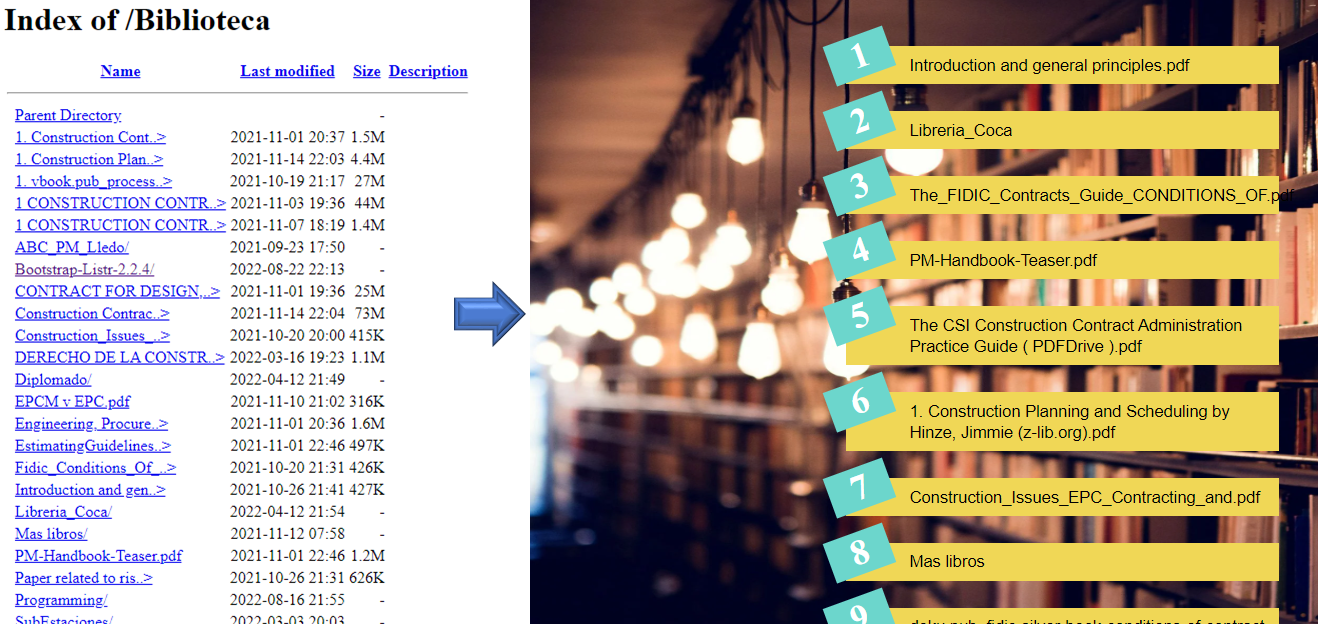 Index of /Biblioteca
Name Last modified Size Description
Parent Directory -
1. Construction Cont..> 2021-11-01 20:37 1.5M
1. Construction Plan..> 2021-11-14 22:03 4.4M
1. vbook.pub_process..> 2021-10-19 21:17 27M
1 CONSTRUCTION CONTR..> 2021-11-03 19:36 44M
1 CONSTRUCTION CONTR..> 2021-11-07 18:19 1.4M
ABC_PM_Lledo/ 2021-09-23 17:50 -
Bootstrap-Listr-2.2.4/ 2022-08-22 22:13 -
CONTRACT FOR DESIGN,..> 2021-11-01 19:36 25M
Construction Contrac..> 2021-11-14 22:04 73M
Construction_Issues_..> 2021-10-20 20:00 415K
DERECHO DE LA CONSTR..> 2022-03-16 19:23 1.1M
Diplomado/ 2022-04-12 21:49 -
EPCM v EPC.pdf 2021-11-10 21:02 316K
Engineering, Procure..> 2021-11-01 20:36 1.6M
EstimatingGuidelines..> 2021-11-01 22:46 497K
Fidic_Conditions_Of_..> 2021-10-20 21:31 426K
Introduction and gen..> 2021-10-26 21:41 427K
Libreria_Coca/ 2022-04-12 21:54 -
Mas libros/ 2021-11-12 07:58 -
PM-Handbook-Teaser.pdf 2021-11-01 22:46 1.2M
Paper related to ris..> 2021-10-26 21:31 626K
Programming/ 2022-08-16 21:55 -
SubEstaciones/ 2022-03-03 20:03 -
1 Introduction and general principles.pdf
2 Libreria_Coca
3 The_FIDIC_Contracts_Guide_CONDITIONS_OF.pdf
4 PM-Handbook-Teaser.pdf
5 The CSI Construction Contract Administration
Practice Guide ( PDFDrive ).pdf
6 1. Construction Planning and Scheduling by
Hinze, Jimmie (z-lib.org).pdf
7 Construction_Issues_EPC_Contracting_and.pdf
8 Mas libros
9 doku.pub_fidic-silver-book-conditions-of-contract